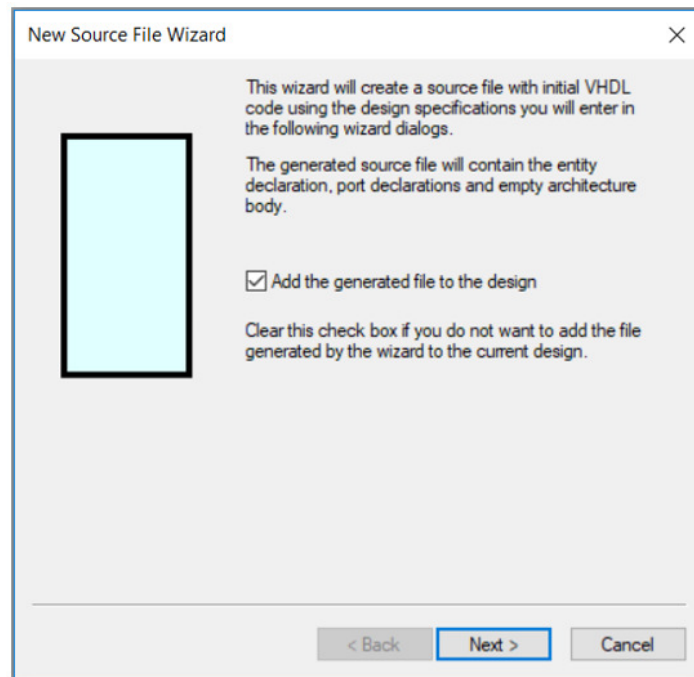 New Source File Wizard
This wizard will create a source file with initial VHDL
code using the design specifications you will enter in
the following wizard dialogs.
The generated source file will contain the entity
declaration, port declarations and empty architecture
body.
Add the generated file to the design
Clear this check box if you do not want to add the file
generated by the wizard to the current design.
< Back
Next >
Cancel